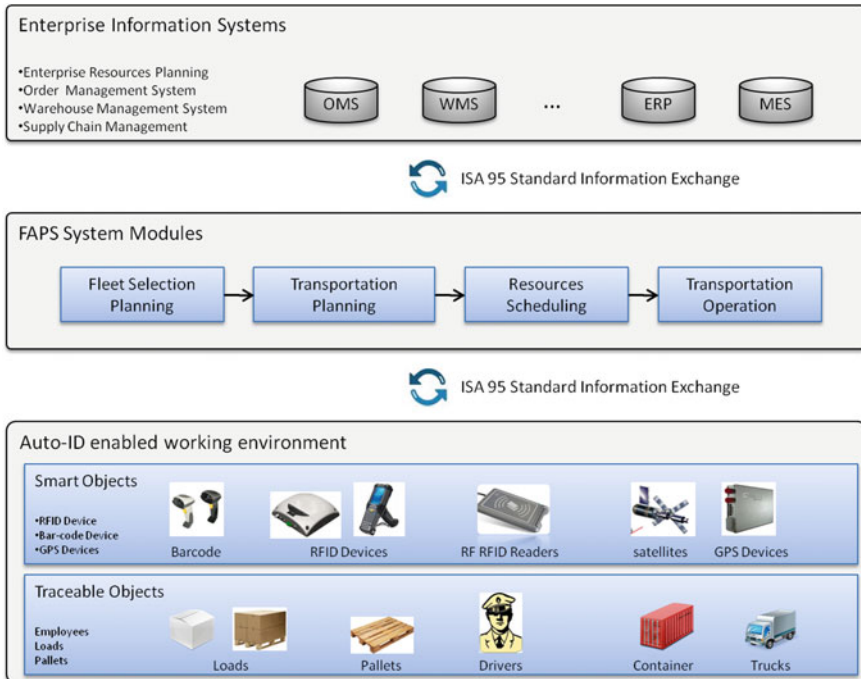 Enterprise Information Systems
•Enterprise Resources Planning
•Order Management System
•Warehouse Management System
•Supply Chain Management
OMS
WMS
...
ERP
MES
ISA 95 Standard Information Exchange
FAPS System Modules
Fleet Selection
Planning
Transportation
Planning
Resources
Scheduling
Transportation
Operation
ISA 95 Standard Information Exchange
Auto-ID enabled working environment
Smart Objects
•RFID Device
•Bar-code Device
•GPS Devices
Barcode
RFID Devices
RF RFID Readers
satellites
GPS Devices
Traceable Objects
Employees
Loads
Pallets
Loads
Pallets
Drivers
Container
Trucks